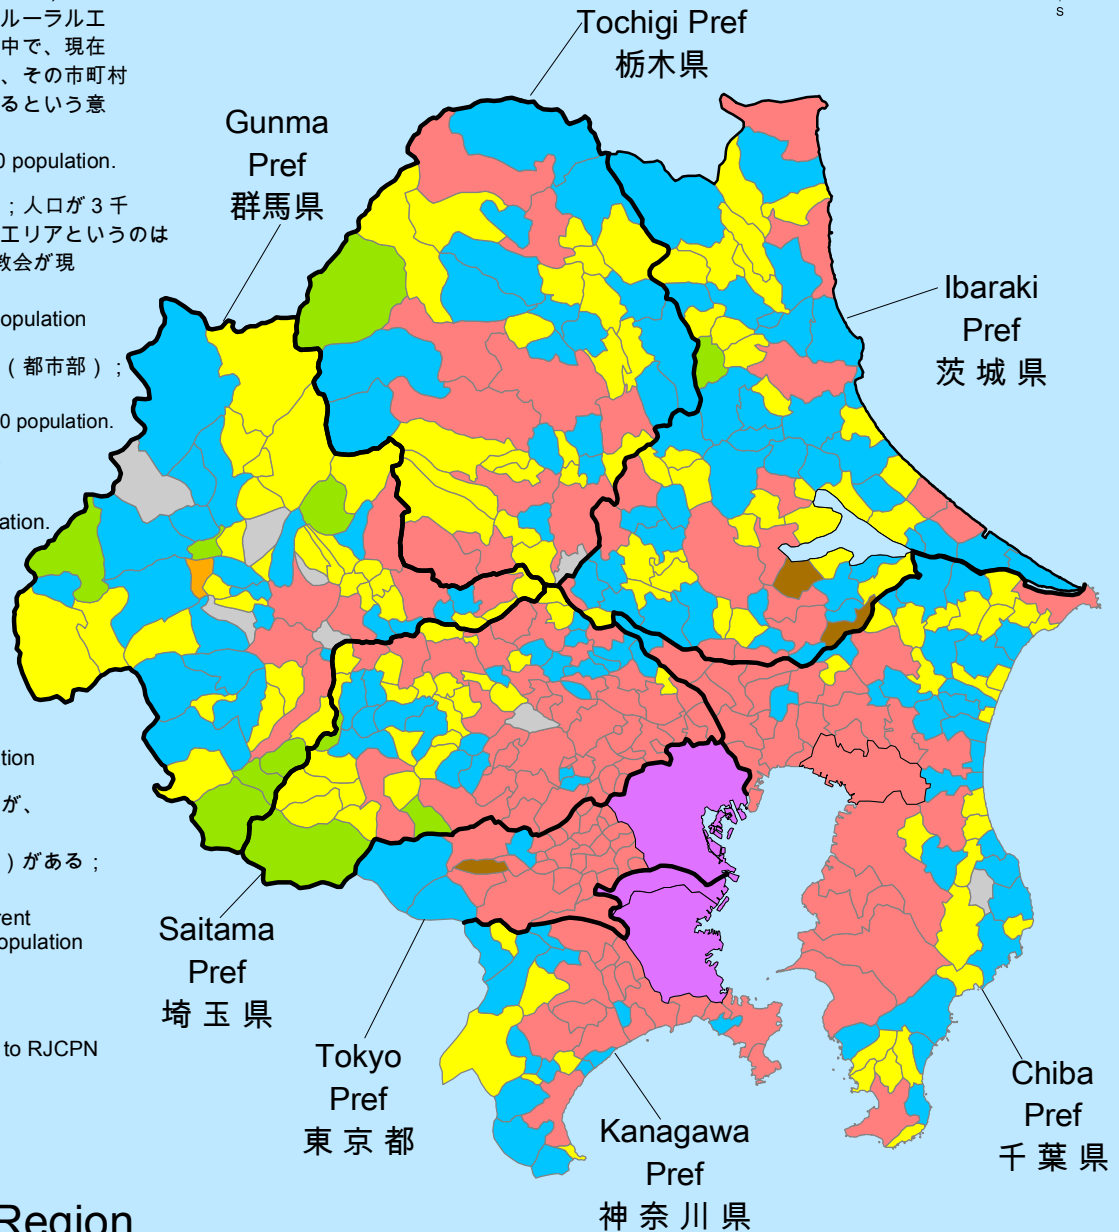 S
ルーラルエ
中で、現在
、その市町村
るという意
0 population.
；人口が３千
エリアというのは
教会が現
opulation
（都市部）；
0 population.
ation.
tion
が、
）がある；
rent
opulation
to RJCPN
Region
Tochigi Pref
栃木県
Gunma
Pref
群馬県
Ibaraki
Pref
茨城県
Saitama
Pref
埼玉県
Tokyo
Pref
東京都
Kanagawa
Pref
神奈川県
Chiba
Pref
千葉県